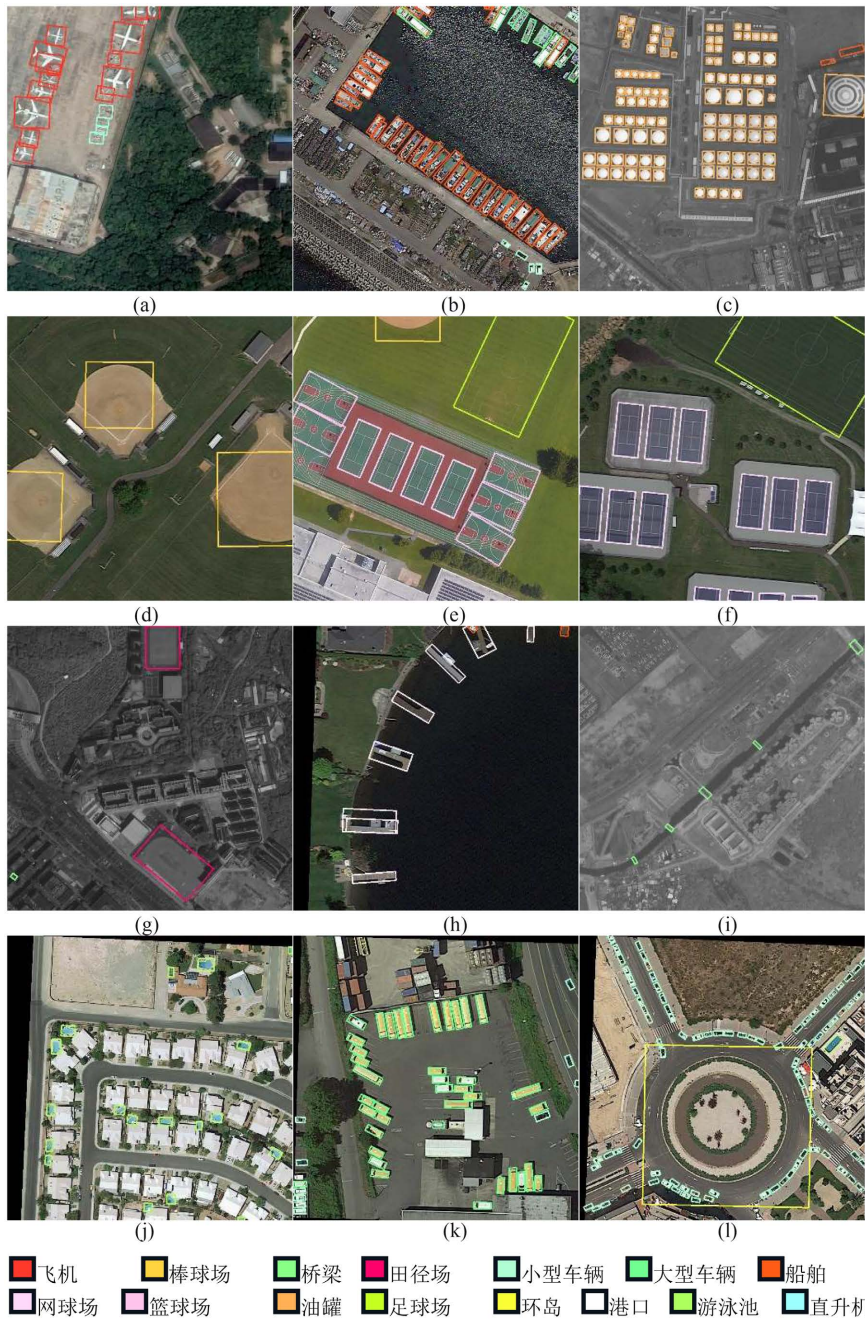 (a) (b) (c)
(d) (e) (f)
(g) (h) (i)
(j) (k) (l)
飞机 棒球场 桥梁 田径场 小型车辆 大型车辆 船舶
网球场 篮球场 油罐 足球场 环岛 港口 游泳池 直升机